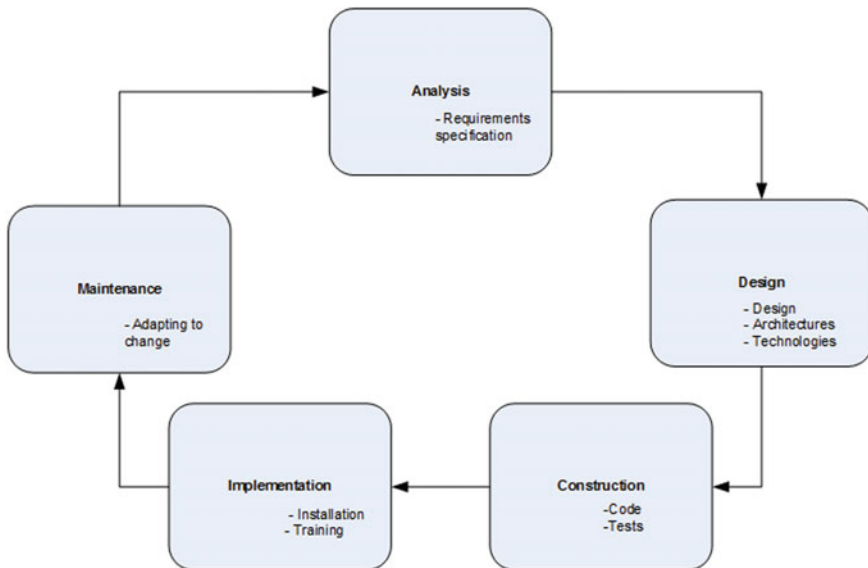 Analysis
- Requirements
specification
Design
- Design
- Architectures
- Technologies
Construction
-Code
-Tests
Implementation
- Installation
- Training
Maintenance
- Adapting to
change